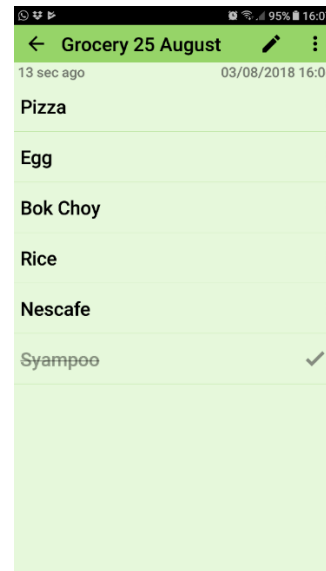 95% 16:0
Grocery 25 August
13 sec ago 03/08/2018 16:0
Pizza
Egg
Bok Choy
Rice
Nescafe
Syampoo